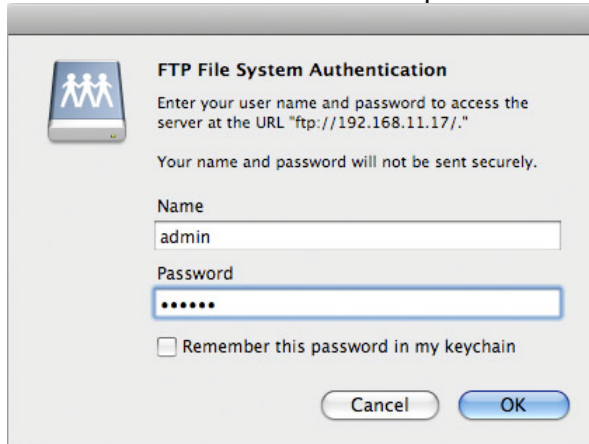 FTP File System Authentication
Enter your user name and password to access the
server at the URL "ftp://192.168.11.17/."
Your name and password will not be sent securely.
Name
admin
Password
••••••
Remember this password in my keychain
Cancel
OK